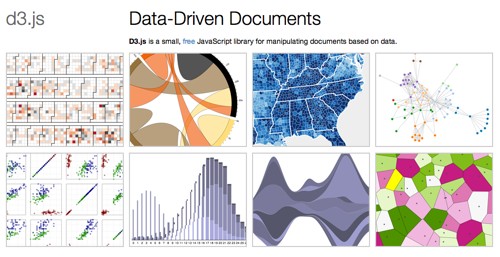 d3.js
Data-Driven Documents
D3.js is a small, free JavaScript library for manipulating documents based on data.